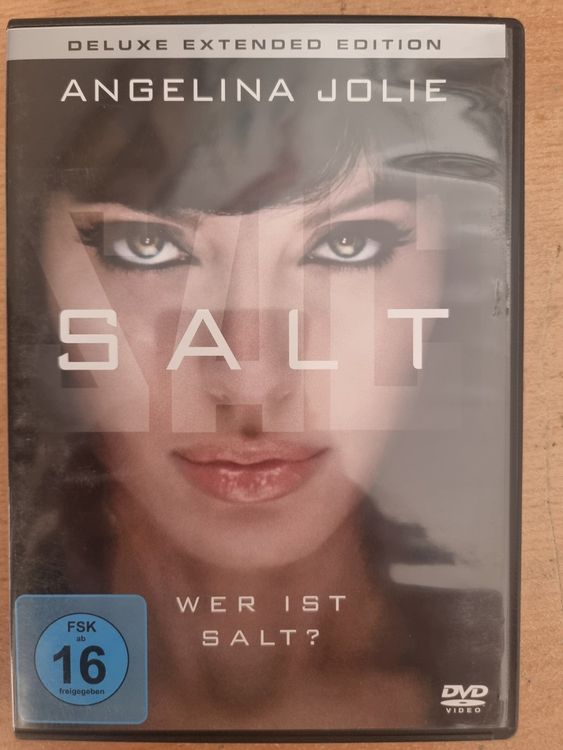 DELUXE EXTENDED EDITION
ANGELINA JOLIE
SALT
WER IST
SALT?
FSK
ab
16
freigegeben
DVD
VIDEO